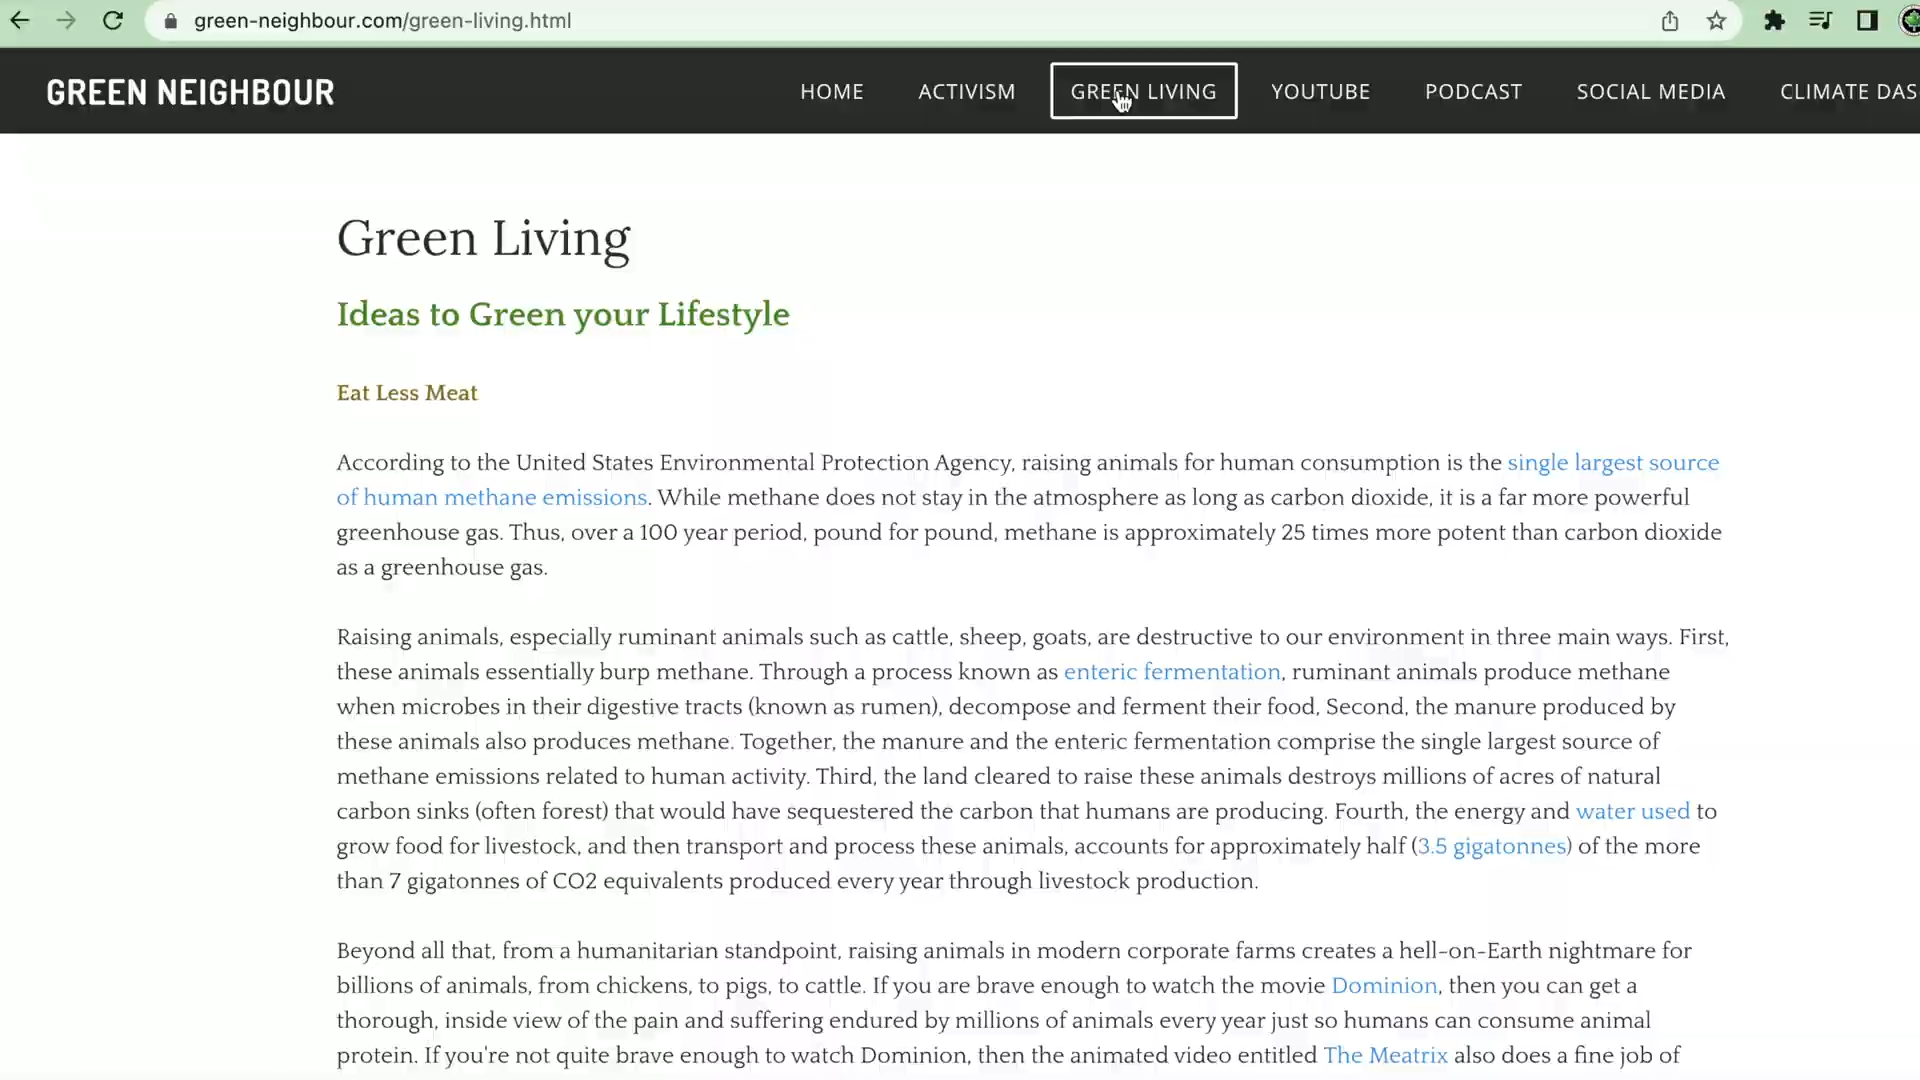 green-neighbour.com/green-living.html
GREEN NEIGHBOUR
HOME ACTIVISM GREEN LIVING YOUTUBE PODCAST SOCIAL MEDIA CLIMATE DAS
Green Living
Ideas to Green your Lifestyle
Eat Less Meat
According to the United States Environmental Protection Agency, raising animals for human consumption is the single largest source
of human methane emissions. While methane does not stay in the atmosphere as long as carbon dioxide, it is a far more powerful
greenhouse gas. Thus, over a 100 year period, pound for pound, methane is approximately 25 times more potent than carbon dioxide
as a greenhouse gas.
Raising animals, especially ruminant animals such as cattle, sheep, goats, are destructive to our environment in three main ways. First,
these animals essentially burp methane. Through a process known as enteric fermentation, ruminant animals produce methane
when microbes in their digestive tracts (known as rumen), decompose and ferment their food, Second, the manure produced by
these animals also produces methane. Together, the manure and the enteric fermentation comprise the single largest source of
methane emissions related to human activity. Third, the land cleared to raise these animals destroys millions of acres of natural
carbon sinks (often forest) that would have sequestered the carbon that humans are producing. Fourth, the energy and water used to
grow food for livestock, and then transport and process these animals, accounts for approximately half (3.5 gigatonnes) of the more
than 7 gigatonnes of CO2 equivalents produced every year through livestock production.
Beyond all that, from a humanitarian standpoint, raising animals in modern corporate farms creates a hell-on-Earth nightmare for
billions of animals, from chickens, to pigs, to cattle. If you are brave enough to watch the movie Dominion, then you can get a
thorough, inside view of the pain and suffering endured by millions of animals every year just so humans can consume animal
protein. If you're not quite brave enough to watch Dominion, then the animated video entitled The Meatrix also does a fine job of